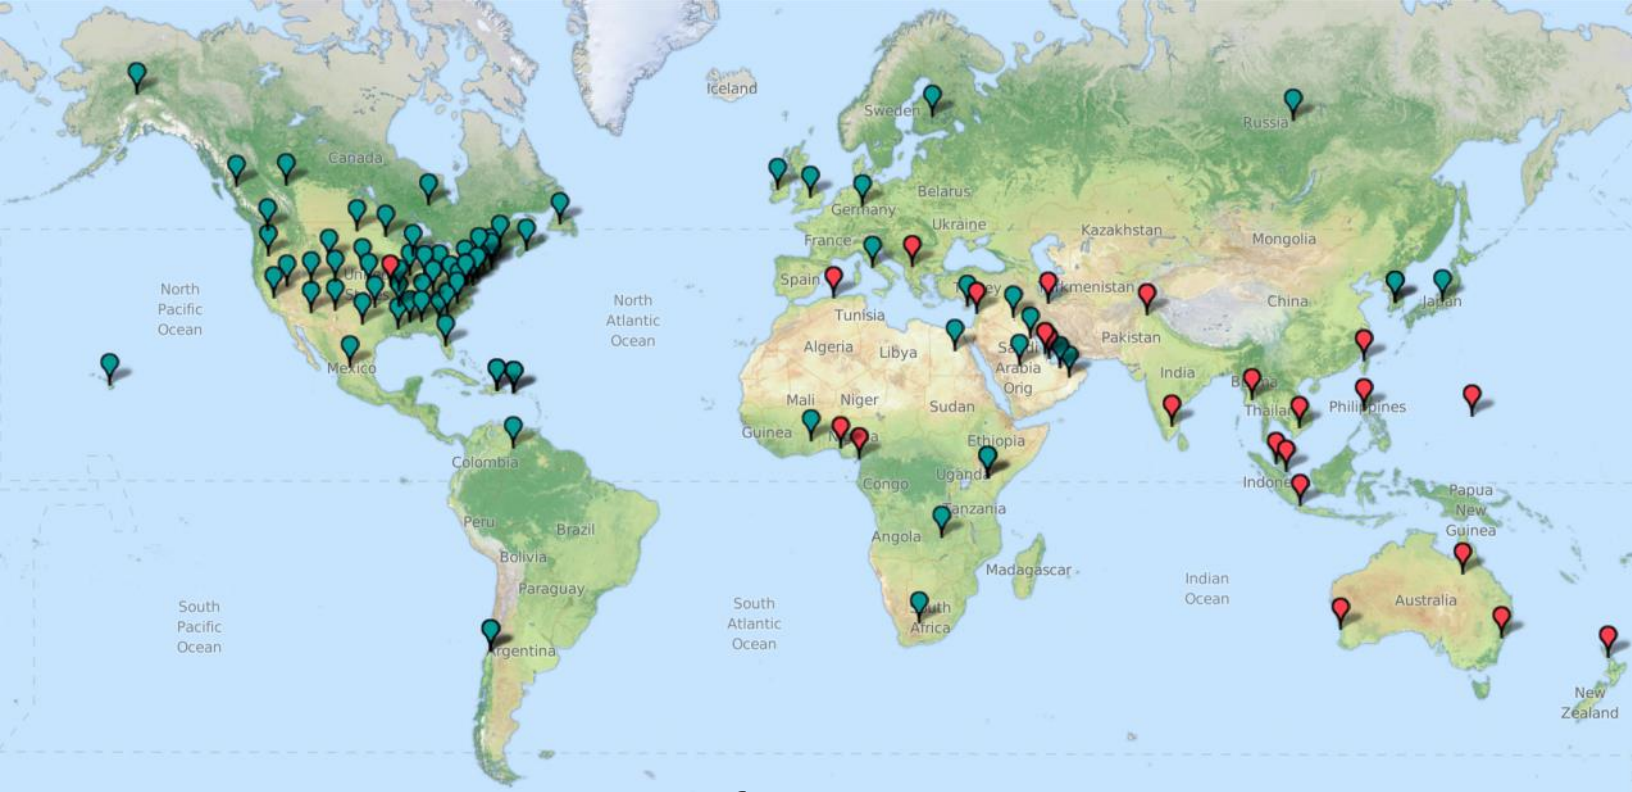 Iceland
Sweden
Russia
Canada
Belarus
Germany
Ukraine
Kazakhstan
France
Mongolia
Spain
North
Pacific
Ocean
North
Atlantic
Ocean
China
Japan
Tunisia
Pakistan
Algeria
Libya
Saudi
Arabia
Orig
Mexico
India
Mali
Niger
Sudan
Philippines
Guinea
Ethiopia
Colombia
Congo
Uganda
Papua
New
Guinea
Tanzania
Peru
Brazil
Angola
Bolivia
Madagascar
Paraguay
Indian
Ocean
Australia
South
Pacific
Ocean
South
Atlantic
Ocean
South
Africa
Argentina
New
Zealand